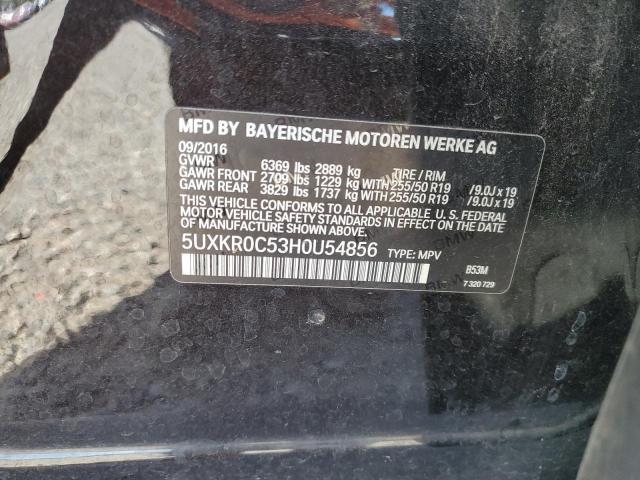 MFD BY BAYERISCHE MOTOREN WERKE AG
09/2016
GVWR 6369 lbs 2889 kg TIRE / RIM
GAWR FRONT 2709 lbs 1229 kg WITH 255/50 R19 /9.0J x 19
GAWR REAR 3829 lbs 1737 kg WITH 255/50 R19 /9.0J x 19
THIS VEHICLE CONFORMS TO ALL APPLICABLE U. S. FEDERAL
MOTOR VEHICLE SAFETY STANDARDS IN EFFECT ON THE DATE OF
MANUFACTURE SHOWN ABOVE.
5UXKR0C53H0U54856 TYPE: MPV
B53M
7 320 729